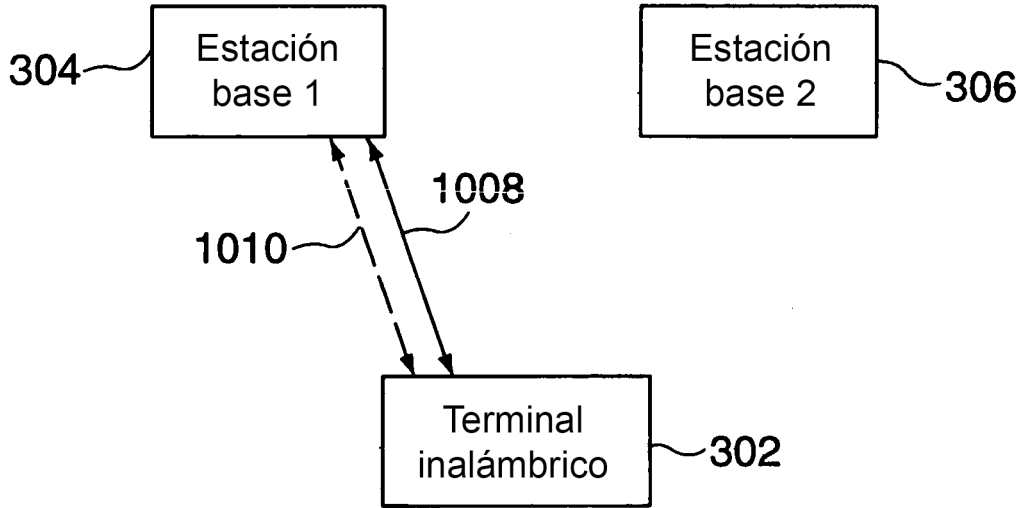 304
Estación
base 1
Estación
base 2
306
1008
1010
Terminal
inalámbrico
302